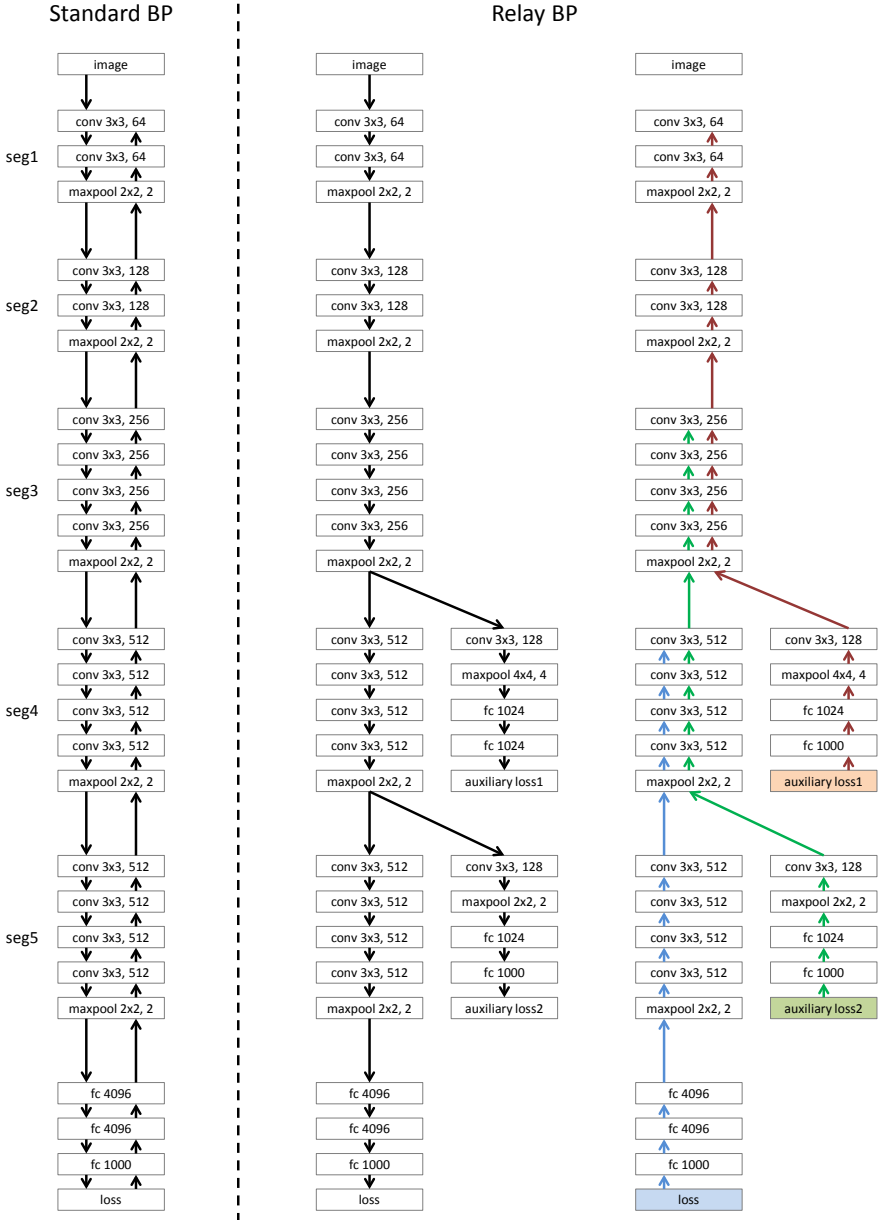 Standard BP
Relay BP
image
conv 3x3, 64
seg1
conv 3x3, 64
maxpool 2x2, 2
conv 3x3, 128
seg2
conv 3x3, 128
maxpool 2x2, 2
conv 3x3, 256
conv 3x3, 256
seg3
conv 3x3, 256
conv 3x3, 256
maxpool 2x2, 2
conv 3x3, 512
conv 3x3, 512
seg4
conv 3x3, 512
conv 3x3, 512
maxpool 2x2, 2
conv 3x3, 512
conv 3x3, 512
seg5
conv 3x3, 512
conv 3x3, 512
maxpool 2x2, 2
fc 4096
fc 4096
fc 1000
loss
image
conv 3x3, 64
conv 3x3, 64
maxpool 2x2, 2
conv 3x3, 128
conv 3x3, 128
maxpool 2x2, 2
conv 3x3, 256
conv 3x3, 256
conv 3x3, 256
conv 3x3, 256
maxpool 2x2, 2
conv 3x3, 512
conv 3x3, 512
conv 3x3, 512
conv 3x3, 512
maxpool 2x2, 2
conv 3x3, 128
maxpool 4x4, 4
fc 1024
fc 1024
auxiliary loss1
conv 3x3, 512
conv 3x3, 512
conv 3x3, 512
conv 3x3, 512
maxpool 2x2, 2
conv 3x3, 128
maxpool 2x2, 2
fc 1024
fc 1000
auxiliary loss2
fc 4096
fc 4096
fc 1000
loss
image
conv 3x3, 64
conv 3x3, 64
maxpool 2x2, 2
conv 3x3, 128
conv 3x3, 128
maxpool 2x2, 2
conv 3x3, 256
conv 3x3, 256
conv 3x3, 256
conv 3x3, 256
maxpool 2x2, 2
conv 3x3, 512
conv 3x3, 512
conv 3x3, 512
conv 3x3, 512
maxpool 2x2, 2
conv 3x3, 128
maxpool 4x4, 4
fc 1024
fc 1000
auxiliary loss1
conv 3x3, 512
conv 3x3, 512
conv 3x3, 512
conv 3x3, 512
maxpool 2x2, 2
conv 3x3, 128
maxpool 2x2, 2
fc 1024
fc 1000
auxiliary loss2
fc 4096
fc 4096
fc 1000
loss